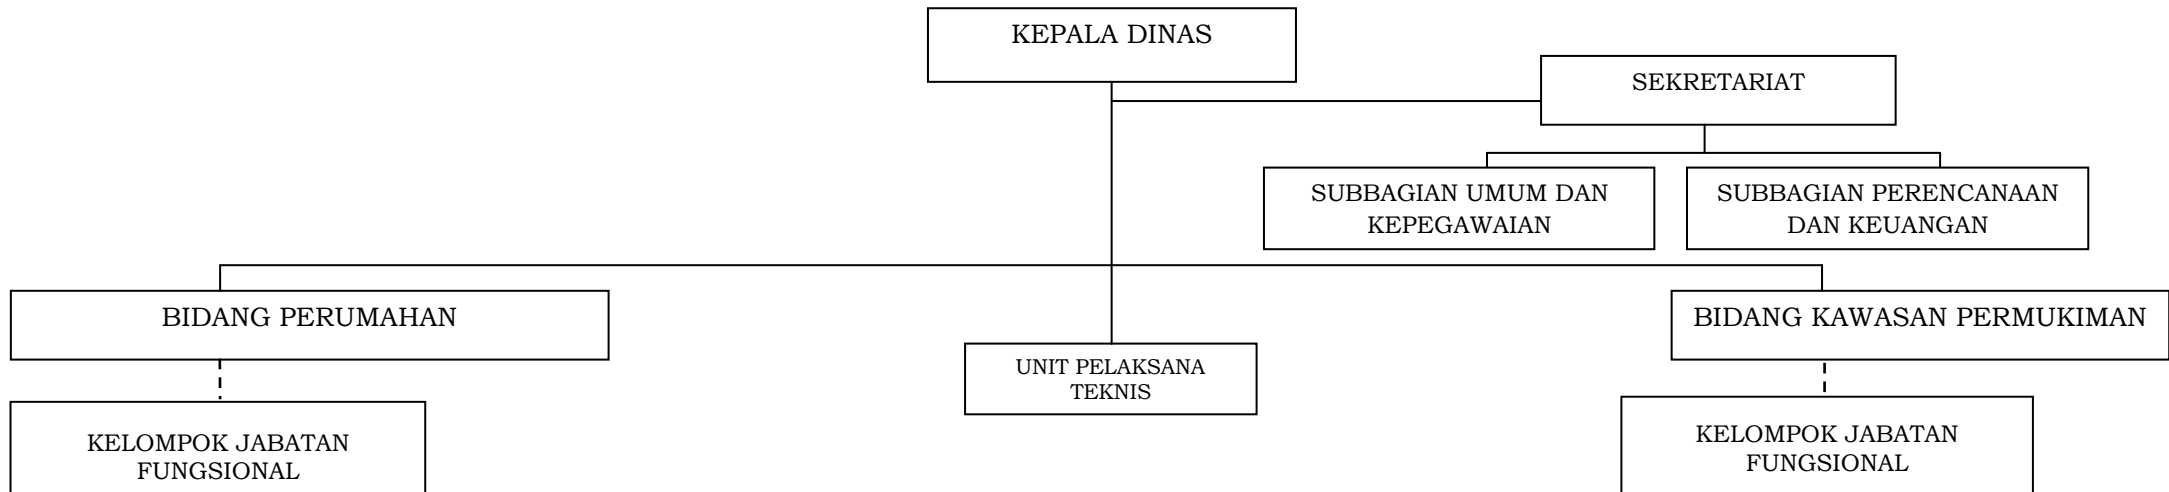 KEPALA DINAS
SEKRETARIAT
SUBBAGIAN UMUM DAN
KEPEGAWAIAN
SUBBAGIAN PERENCANAAN
DAN KEUANGAN
BIDANG PERUMAHAN
BIDANG KAWASAN PERMUKIMAN
UNIT PELAKSANA
TEKNIS
KELOMPOK JABATAN
FUNGSIONAL
KELOMPOK JABATAN
FUNGSIONAL